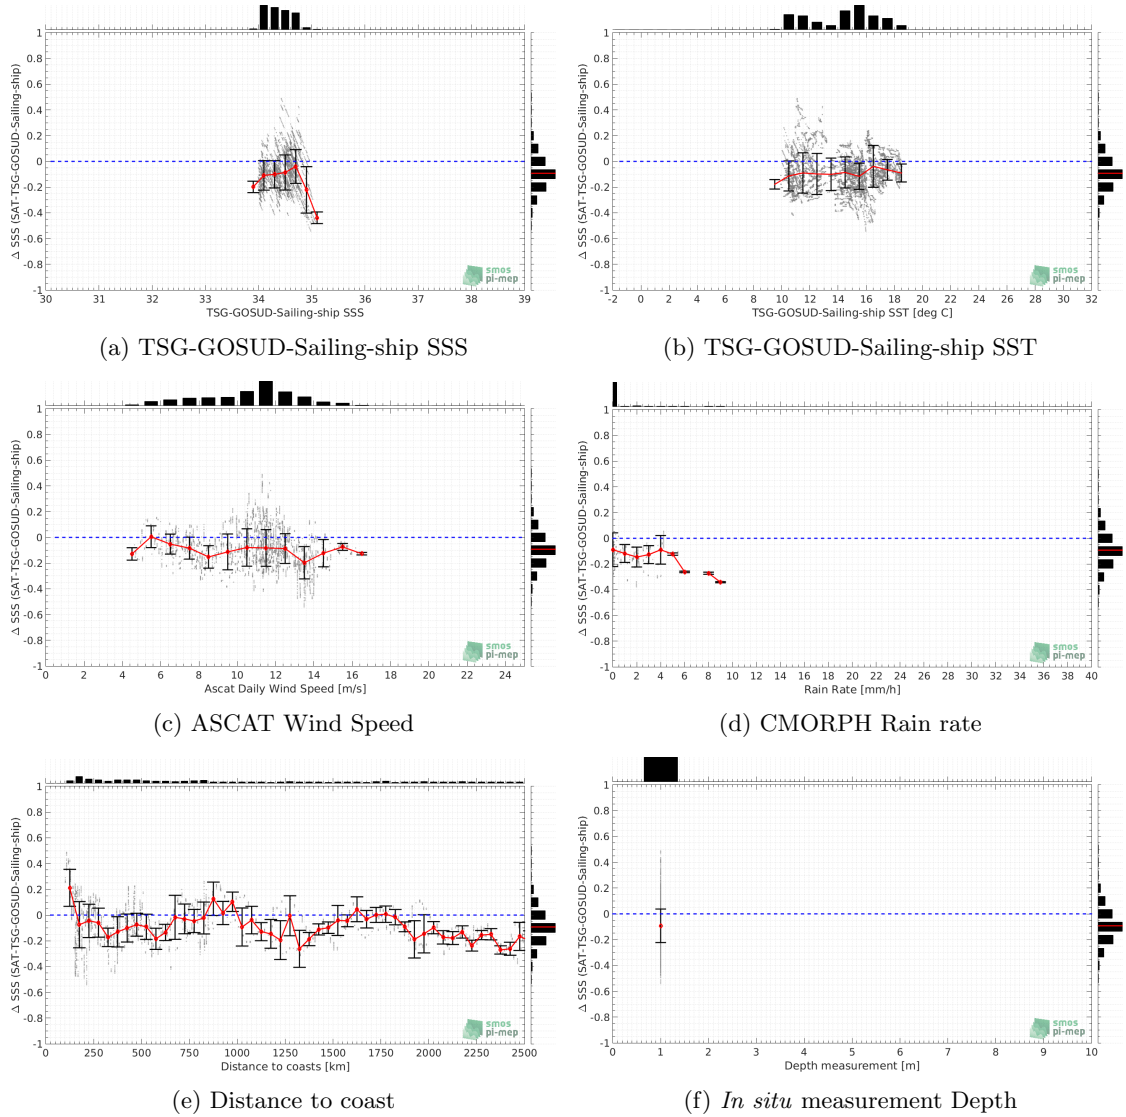 1
0.8
0.6
0.4
0.2
0
-0.2
-0.4
-0.6
-0.8
-1
Δ SSS (SAT-TSG-GOSUD-Sailing-ship)
30 31 32 33 34 35 36 37 38 39
TSG-GOSUD-Sailing-ship SSS
smos
pi-mep
(a) TSG-GOSUD-Sailing-ship SSS
1
0.8
0.6
0.4
0.2
0
-0.2
-0.4
-0.6
-0.8
-1
Δ SSS (SAT-TSG-GOSUD-Sailing-ship)
-2 0 2 4 6 8 10 12 14 16 18 20 22 24 26 28 30 32
TSG-GOSUD-Sailing-ship SST [deg C]
smos
pi-mep
(b) TSG-GOSUD-Sailing-ship SST
1
0.8
0.6
0.4
0.2
0
-0.2
-0.4
-0.6
-0.8
-1
Δ SSS (SAT-TSG-GOSUD-Sailing-ship)
0 2 4 6 8 10 12 14 16 18 20 22 24
Ascat Daily Wind Speed [m/s]
smos
pi-mep
(c) ASCAT Wind Speed
1
0.8
0.6
0.4
0.2
0
-0.2
-0.4
-0.6
-0.8
-1
Δ SSS (SAT-TSG-GOSUD-Sailing-ship)
0 2 4 6 8 10 12 14 16 18 20 22 24 26 28 30 32 34 36 38 40
Rain Rate [mm/h]
smos
pi-mep
(d) CMORPH Rain rate
1
0.8
0.6
0.4
0.2
0
-0.2
-0.4
-0.6
-0.8
-1
Δ SSS (SAT-TSG-GOSUD-Sailing-ship)
0 250 500 750 1000 1250 1500 1750 2000 2250 2500
Distance to coasts [km]
smos
pi-mep
(e) Distance to coast
1
0.8
0.6
0.4
0.2
0
-0.2
-0.4
-0.6
-0.8
-1
Δ SSS (SAT-TSG-GOSUD-Sailing-ship)
0 1 2 3 4 5 6 7 8 9 10
Depth measurement [m]
smos
pi-mep
(f) In situ measurement Depth